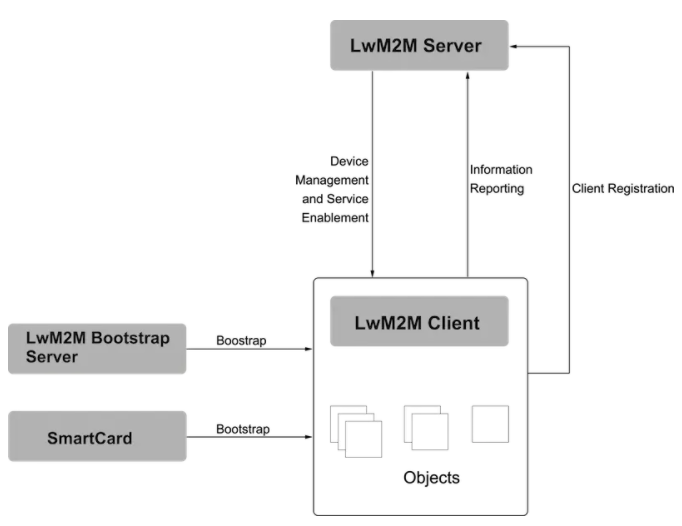 LwM2M Server
Device
Management
and Service
Enablement
Information
Reporting
Client Registration
LwM2M Client
LwM2M Bootstrap
Server
Boostrap
SmartCard
Bootstrap
Objects